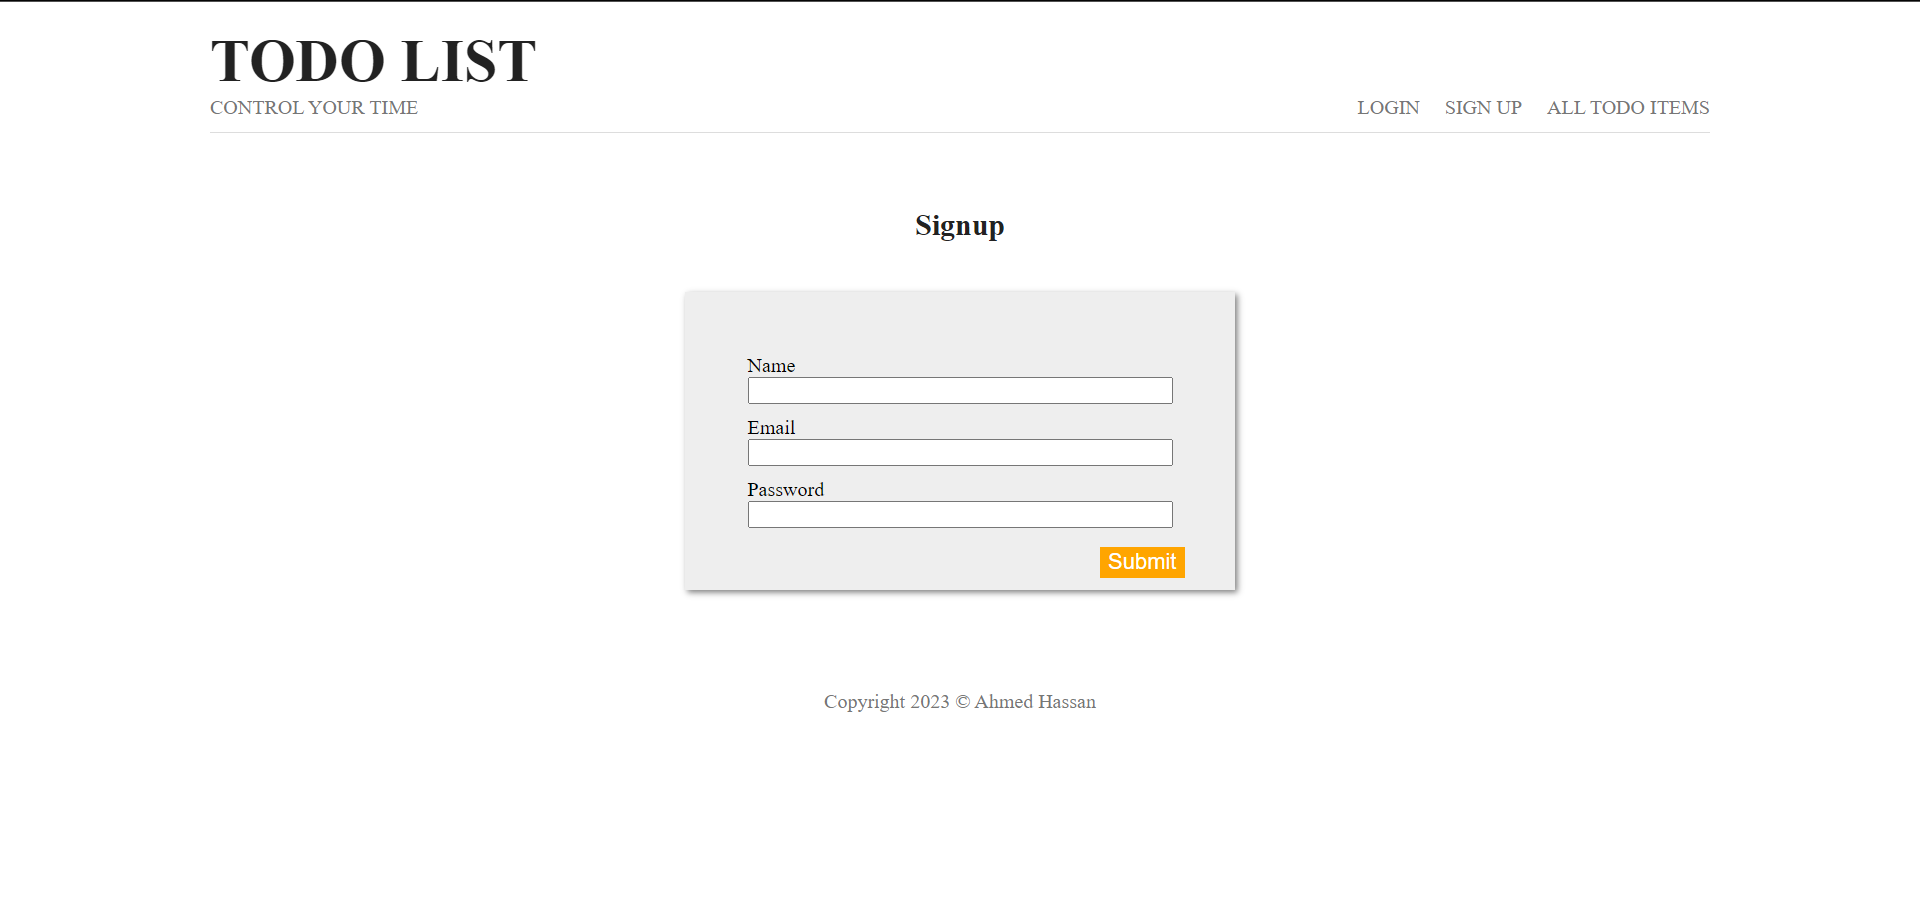 TODO LIST
CONTROL YOUR TIME
LOGIN SIGN UP ALL TODO ITEMS
Signup
Name
Email
Password
Submit
Copyright 2023 © Ahmed Hassan